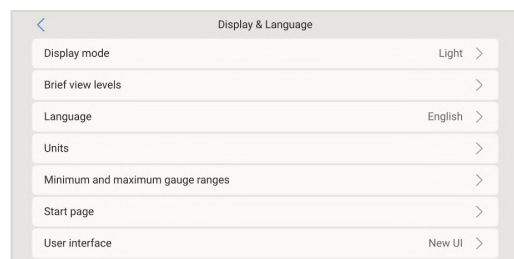 Display & Language
Display mode Light
Brief view levels
Language English
Units
Minimum and maximum gauge ranges
Start page
User interface New UI